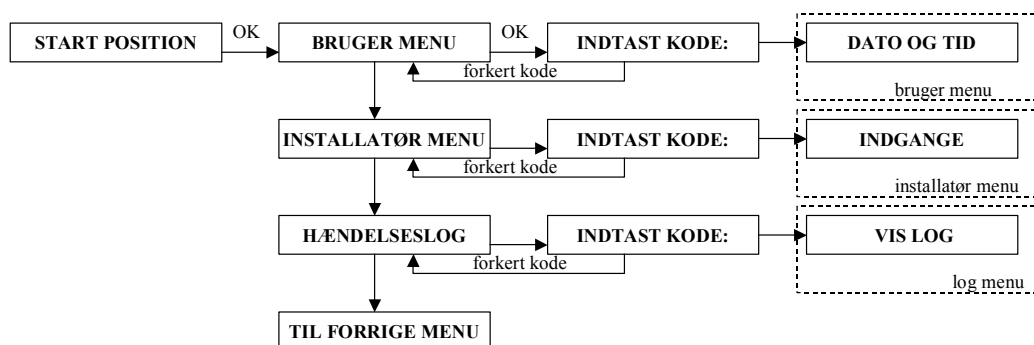 OK
OK
START POSITION
BRUGER MENU
INDTAST KODE:
DATO OG TID
forkert kode
bruger menu
INSTALLATØR MENU
INDTAST KODE:
INDGANGE
forkert kode
installatør menu
HÆNDELSESLOG
INDTAST KODE:
VIS LOG
forkert kode
log menu
TIL FORRIGE MENU